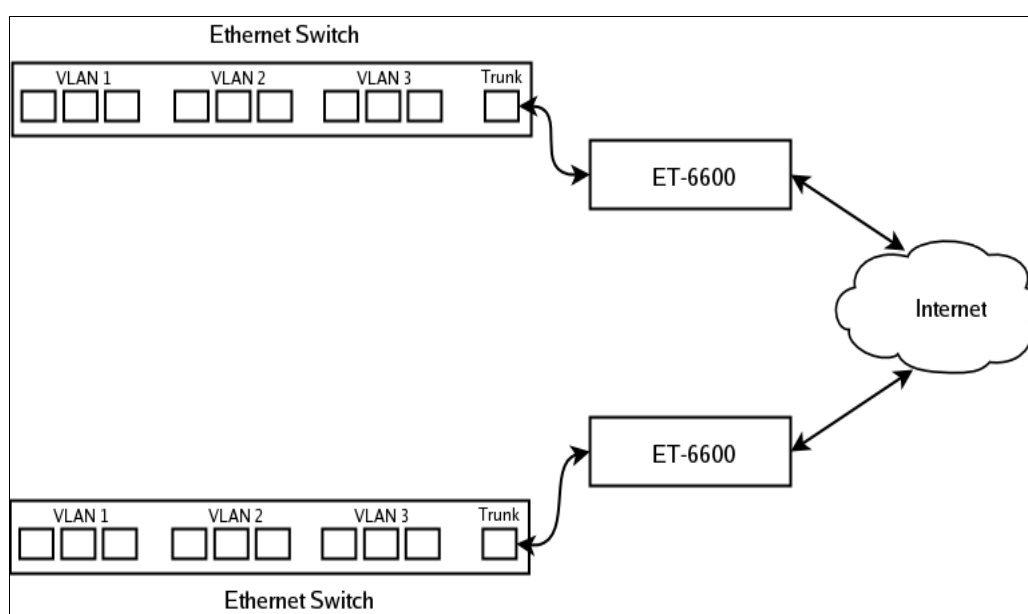 Ethernet Switch
VLAN 1 VLAN 2 VLAN 3 Trunk
ET-6600
Internet
ET-6600
VLAN 1 VLAN 2 VLAN 3 Trunk
Ethernet Switch